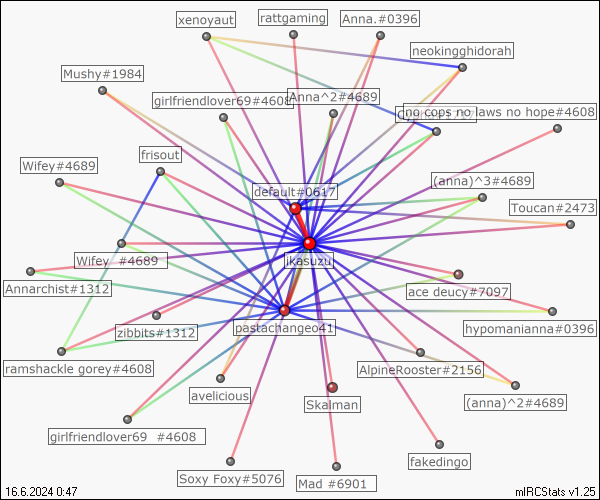 xenoyaut
rattgaming
Anna.#0396
neokingghidorah
Mushy#1984
girlfriendlover69#4608
Anna^2#4689
no cops no laws no hope#4608
Wifey#4689
frisout
default#0617
(anna)^3#4689
Toucan#2473
Wifey #4689
likasuzu
Annarchist#1312
ace deucy#7097
zibbits#1312
pastachangeo41
hypomanianna#0396
ramshackle gorey#4608
AlpineRooster#2156
avelicious
Skalman
(anna)^2#4689
girlfriendlover69 #4608
fakedingo
Soxy Foxy#5076
Mad #6901
16.6.2024 0:47
mIRCStats v1.25